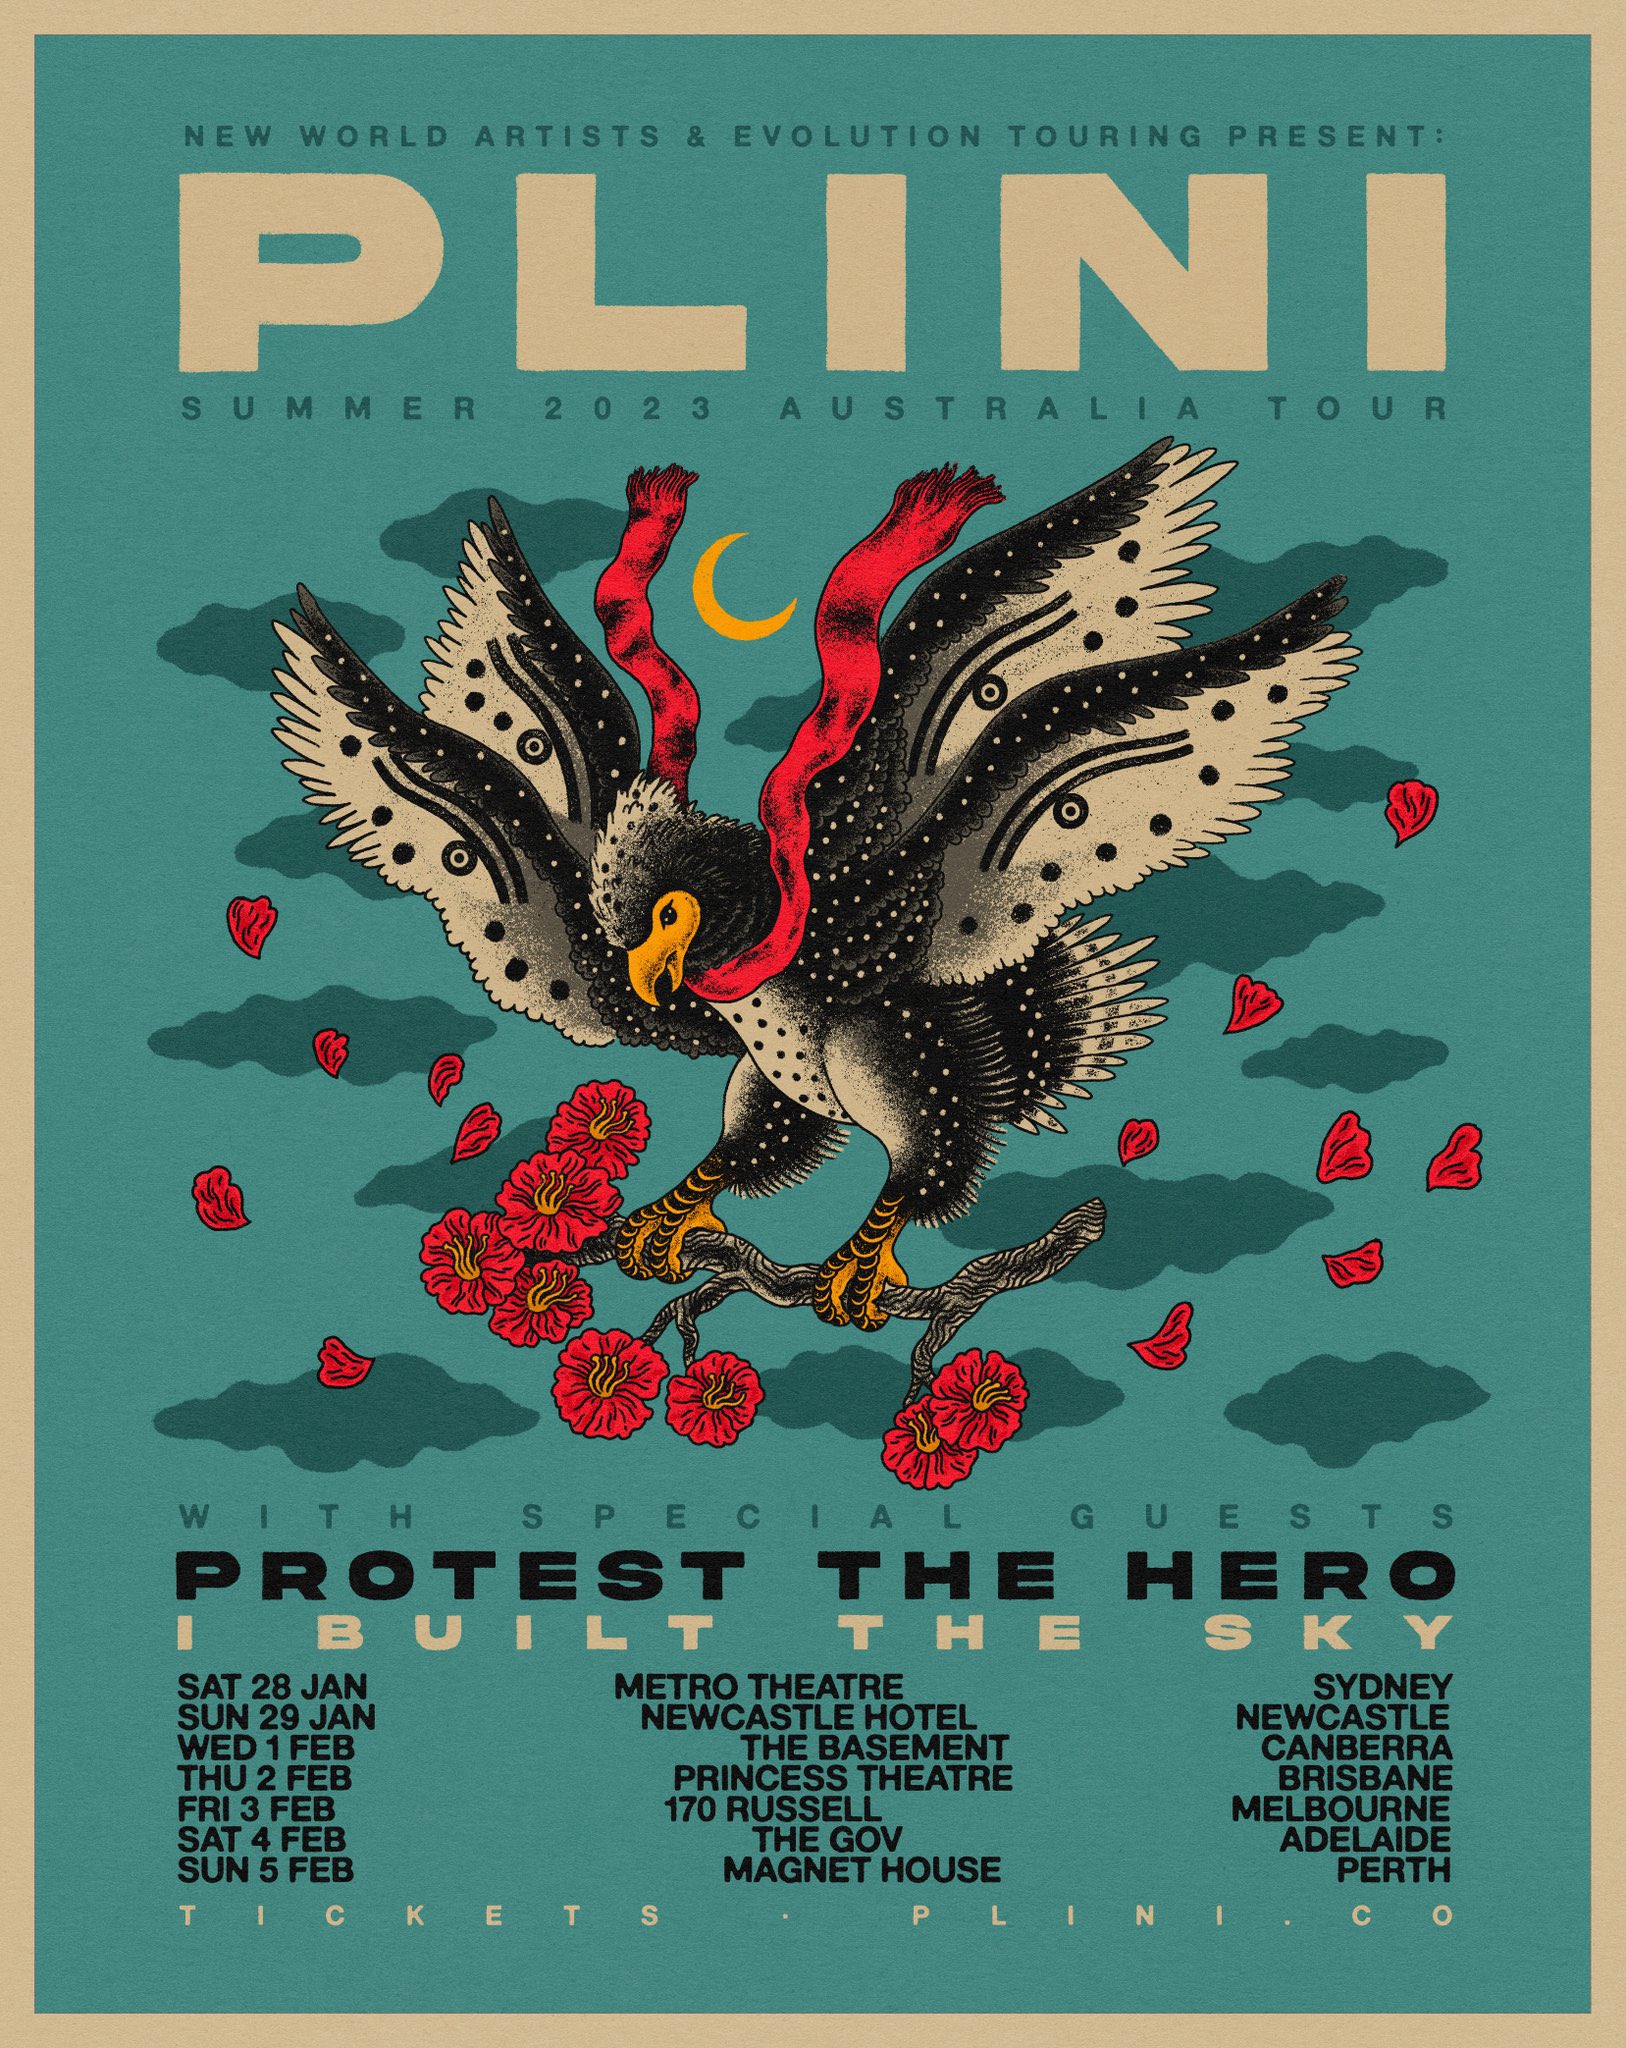 NEW WORLD ARTISTS & EVOLUTION TOURING PRESENT:
PLINI
SUMMER 2023 AUSTRALIA TOUR
WITH SPECIAL GUESTS
PROTEST THE HERO
I BUILT THE SKY
SAT 28 JAN METRO THEATRE SYDNEY
SUN 29 JAN NEWCASTLE HOTEL NEWCASTLE
WED 1 FEB THE BASEMENT CANBERRA
THU 2 FEB PRINCESS THEATRE BRISBANE
FRI 3 FEB 170 RUSSELL MELBOURNE
SAT 4 FEB THE GOV ADELAIDE
SUN 5 FEB MAGNET HOUSE PERTH
TICKETS · PLINI.CO